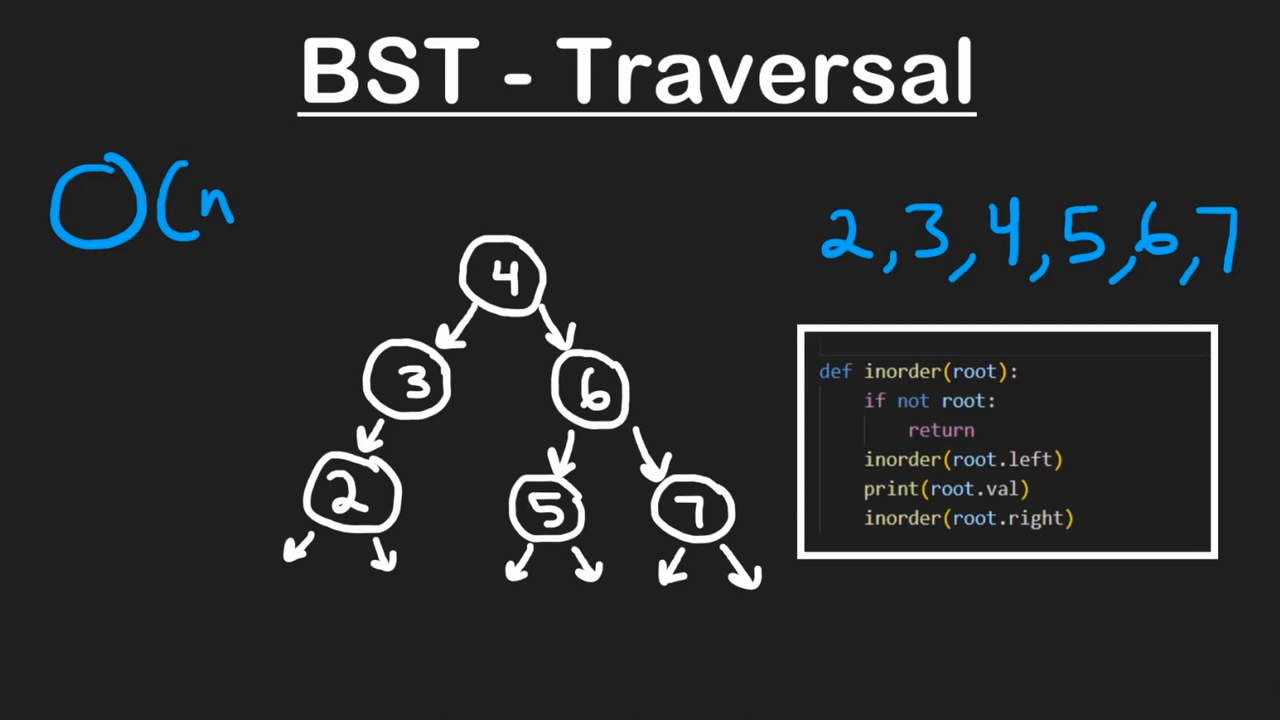 BST - Traversal
O(n
2,3,4,5,6,7
4
3
6
2
5
7
def inorder(root):
if not root:
return
inorder(root.left)
print(root.val)
inorder(root.right)